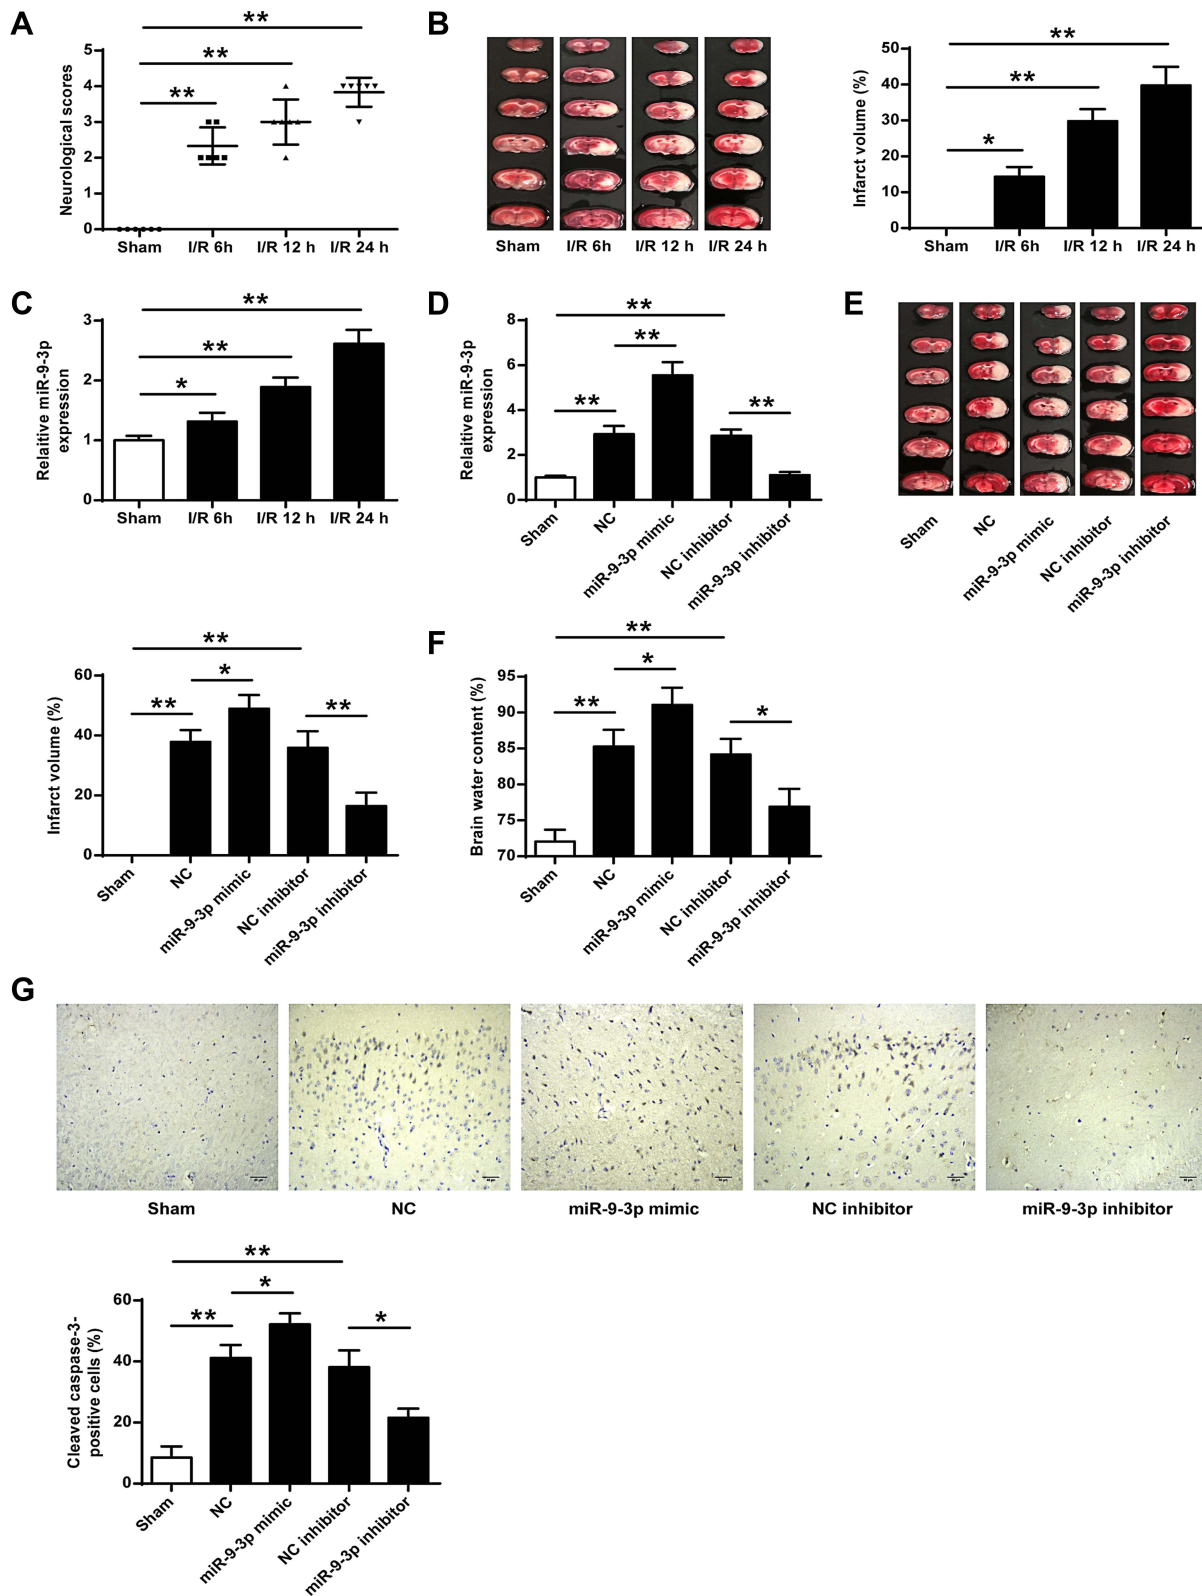 A
**
**
**
Neurological scores
5
4
3
2
1
0
Sham I/R 6h I/R 12 h I/R 24 h
B
Sham I/R 6h I/R 12 h I/R 24 h
**
**
*
Infarct volume (%)
50
40
30
20
10
0
Sham I/R 6h I/R 12 h I/R 24 h
C
**
**
*
Relaitive miR-9-3p
expression
3
2
1
0
Sham I/R 6h I/R 12 h I/R 24 h
D
**
**
** **
Relaitive miR-9-3p
expression
8
6
4
2
0
Sham
NC
miR-9-3p mimic
NC inhibitor
miR-9-3p inhibitor
E
Sham
NC
miR-9-3p mimic
NC inhibitor
miR-9-3p inhibitor
**
*
** **
Infarct volume (%)
60
40
20
0
Sham
NC
miR-9-3p mimic
NC inhibitor
miR-9-3p inhibitor
F
**
*
** *
Brain water content (%)
95
90
85
80
75
70
Sham
NC
miR-9-3p mimic
NC inhibitor
miR-9-3p inhibitor
G
Sham NC miR-9-3p mimic NC inhibitor miR-9-3p inhibitor
**
*
** *
Cleaved caspase-3-
positive cells (%)
60
40
20
0
Sham
NC
miR-9-3p mimic
NC inhibitor
miR-9-3p inhibitor